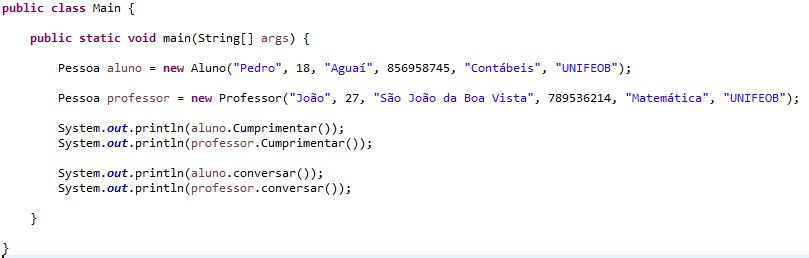 public class Main {
public static void main(String[] args) {
Pessoa aluno = new Aluno("Pedro", 18, "Aguaí", 856958745, "Contábeis", "UNIFEOB");
Pessoa professor = new Professor("João", 27, "São João da Boa Vista", 789536214, "Matemática", "UNIFEOB");
System.out.println(aluno.Cumprimentar());
System.out.println(professor.Cumprimentar());
System.out.println(aluno.conversar());
System.out.println(professor.conversar());
}
}